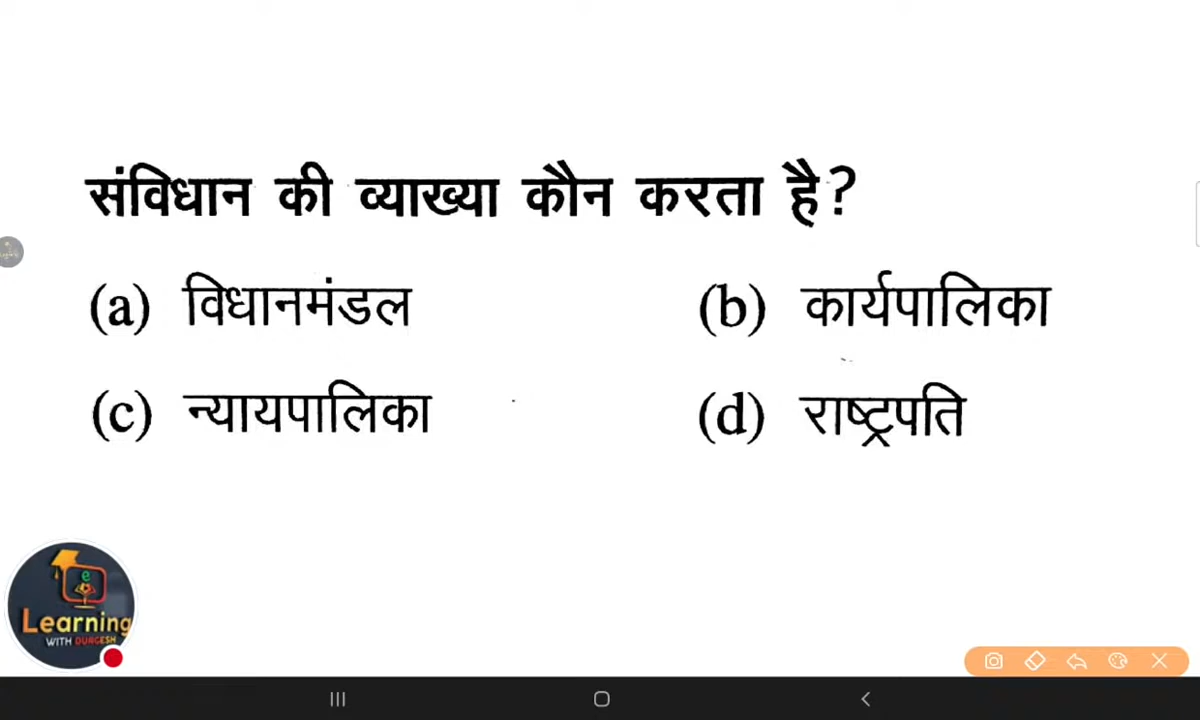 संविधान की व्याख्या कौन करता है?
(a) विधानमंडल (b) कार्यपालिका
(c) न्यायपालिका (d) राष्ट्रपति
e
Learning
WITH DURGESH